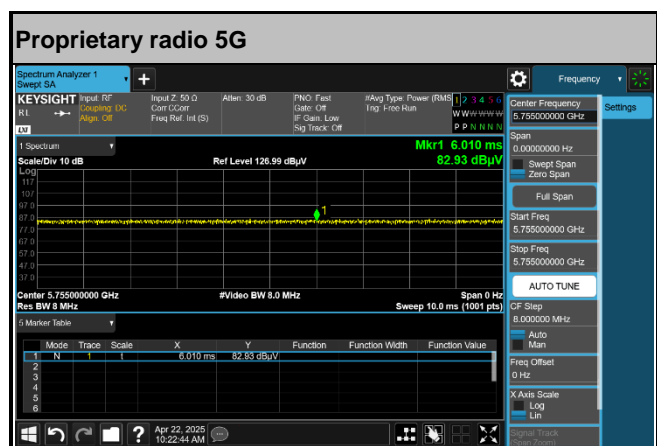 Proprietary radio 5G
Spectrum Analyzer 1
Swept SA
Frequency
KEYSIGHT
RL
LXI
Input: RF
Coupling: DC
Align: Off
Input Z: 50 Ω
Corr CCorr
Freq Ref: Int (S)
Atten: 30 dB
PNO: Fast
Gate: Off
IF Gain: Low
Sig Track: Off
#Avg Type: Power (RMS
Trig: Free Run
1 2 3 4 5 6
W W W W W W
P P N N N N
1 Spectrum
Scale/Div 10 dB
Log
Ref Level 126.99 dBµV
Mkr1 6.010 ms
82.93 dBµV
117
107
97.0
87.0
77.0
67.0
57.0
47.0
37.0
1
Center 5.755000000 GHz
Res BW 8 MHz
#Video BW 8.0 MHz
Span 0 Hz
Sweep 10.0 ms (1001 pts)
5 Marker Table
Mode Trace Scale X Y Function Function Width Function Value
1 N 1 t 6.010 ms 82.93 dBµV
2
3
4
5
6
Apr 22, 2025
10:22:44 AM
Center Frequency
5.755000000 GHz
Settings
Span
0.00000000 Hz
Swept Span
Zero Span
Full Span
Start Freq
5.755000000 GHz
Stop Freq
5.755000000 GHz
AUTO TUNE
CF Step
8.000000 MHz
Auto
Man
Freq Offset
0 Hz
X Axis Scale
Log
Lin
Signal Track
(Span Zoom)